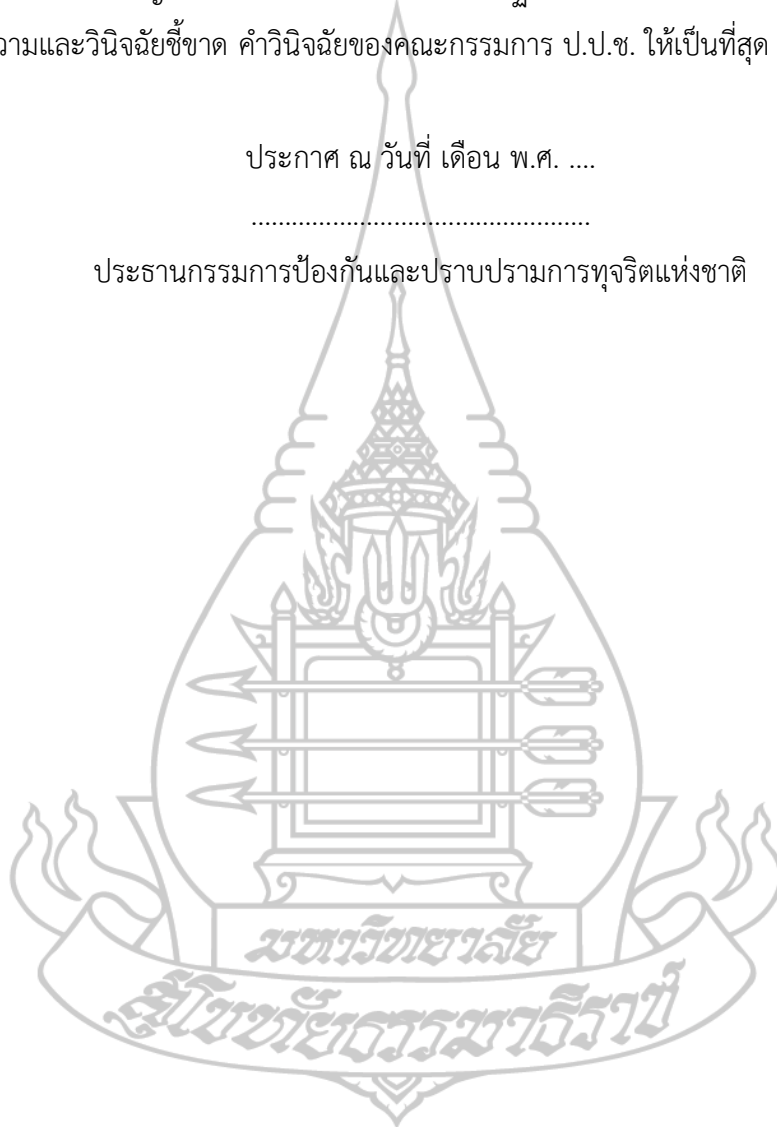 วามและวินิจฉัยชี้ขาด คำวินิจฉัยของคณะกรรมการ ป.ป.ช. ให้เป็นที่สุด
ประกาศ ณ วันที่ เดือน พ.ศ. ....
..................................................
ประธานกรรมการป้องกันและปราบปรามการทุจริตแห่งชาติ
มหาวิทยาลัย
สุโขทัยธรรมาธิราช